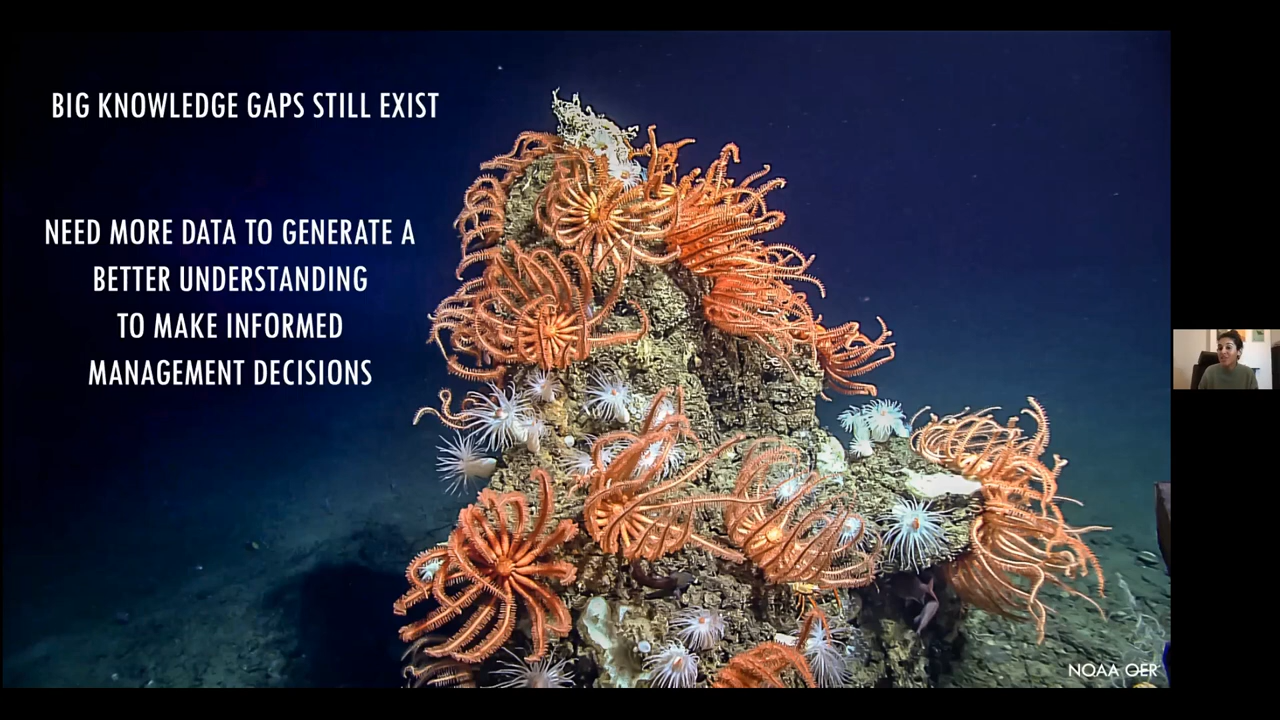 BIG KNOWLEDGE GAPS STILL EXIST
NEED MORE DATA TO GENERATE A
BETTER UNDERSTANDING
TO MAKE INFORMED
MANAGEMENT DECISIONS
NOAA OER